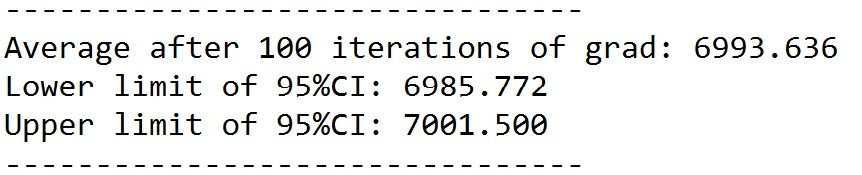 --------------------------------
Average after 100 iterations of grad: 6993.636
Lower limit of 95%CI: 6985.772
Upper limit of 95%CI: 7001.500
--------------------------------